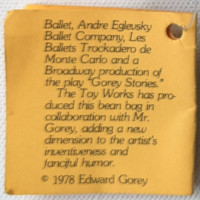 Ballet, Andre Eglevsky
Ballet Company, Les
Ballets Trockadero de
Monte Carlo and a
Broadway production of
the play "Gorey Stories."
The Toy Works has pro-
duced this bean bag in
collaboration with Mr.
Gorey, adding a new
dimension to the artist's
inventiveness and
fanciful humor.
© 1978 Edward Gorey